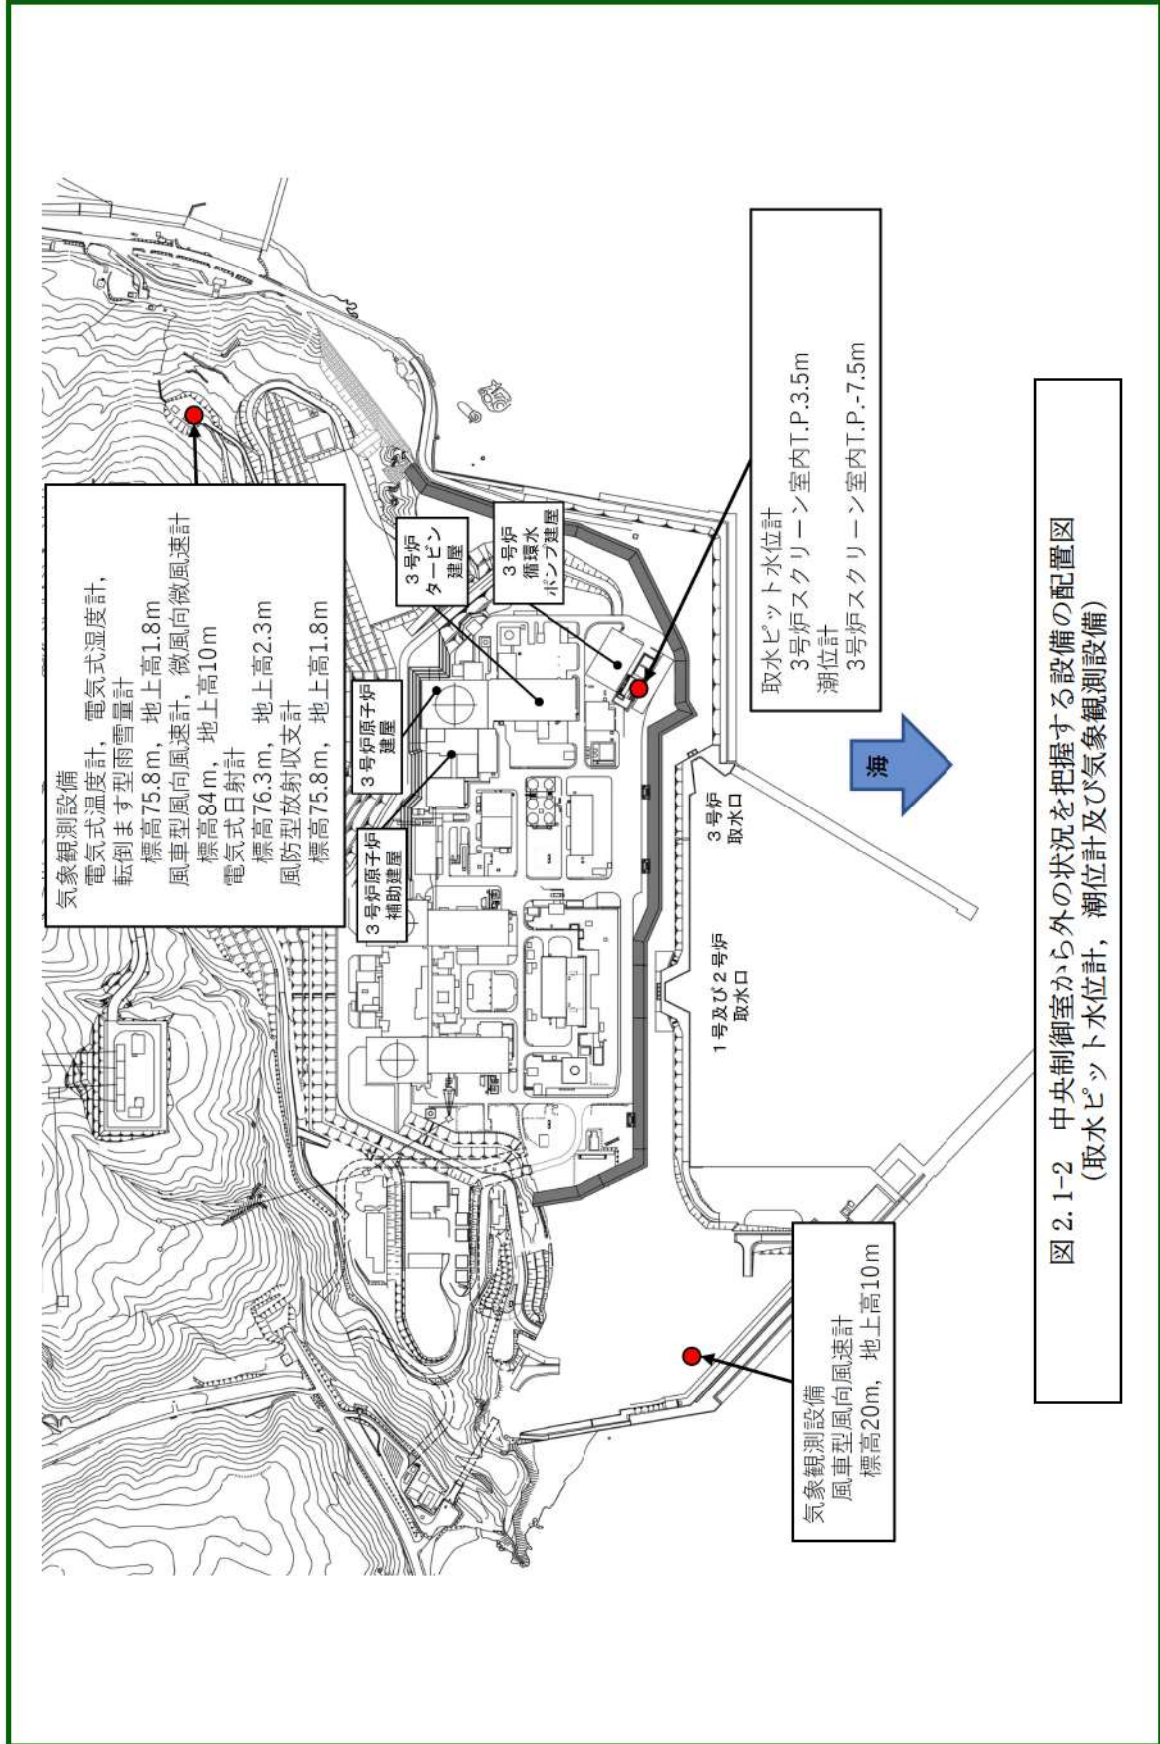 気象観測設備
電気式温度計，電気式湿度計，
転倒ます型雨雪量計
標高75.8m，地上高1.8m
風車型風向風速計，微風向微風速計
標高84m，地上高10m
電気式日射計
標高76.3m，地上高2.3m
風防型放射収支計
標高75.8m，地上高1.8m
3号炉原子炉
補助建屋
3号炉原子炉
建屋
3号炉
タービン
建屋
3号炉
循環水
ポンプ建屋
1号及び2号炉
取水口
3号炉
取水口
海
取水ピット水位計
3号炉スクリーン室内T.P.3.5m
潮位計
3号炉スクリーン室内T.P.-7.5m
気象観測設備
風車型風向風速計
標高20m，地上高10m
図 2.1-2　中央制御室から外の状況を把握する設備の配置図
(取水ピット水位計，潮位計及び気象観測設備)